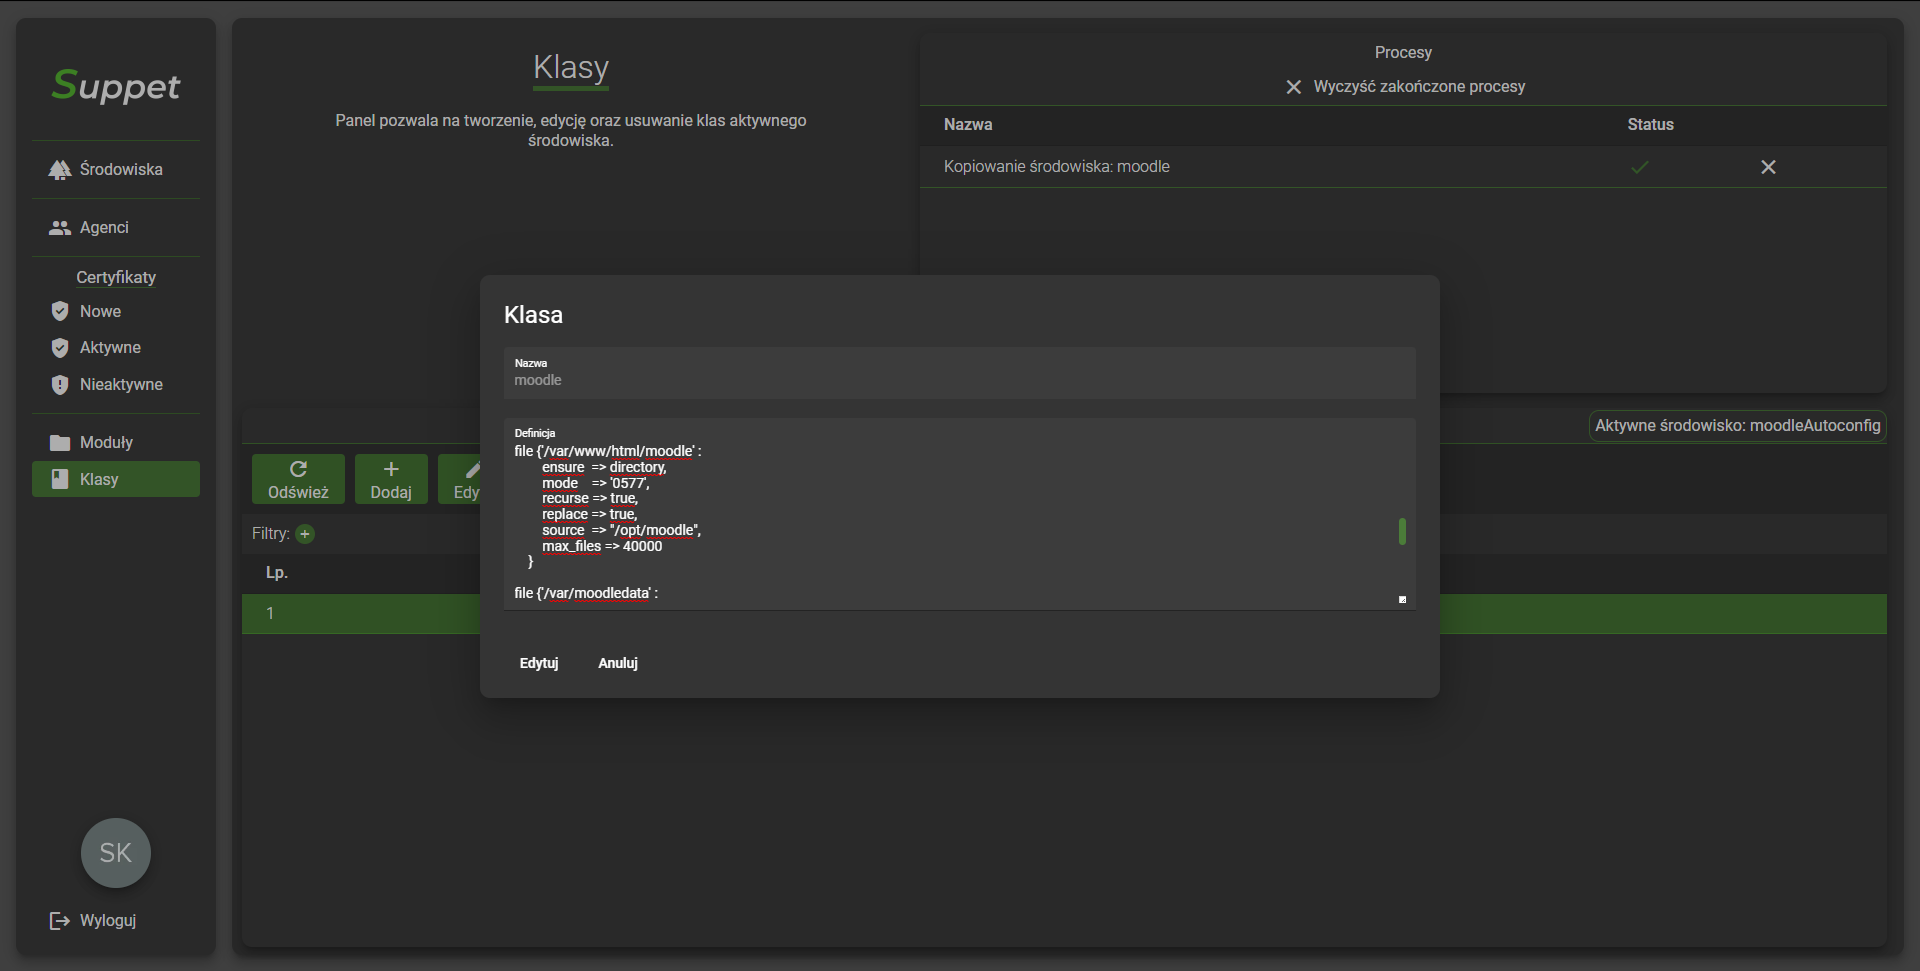 Suppet
Środowiska
Agenci
Certyfikaty
Nowe
Aktywne
Nieaktywne
Moduły
Klasy
SK
Wyloguj
Klasy
Panel pozwala na tworzenie, edycję oraz usuwanie klas aktywnego
środowiska.
Procesy
Wyczyść zakończone procesy
Nazwa Status
Kopiowanie środowiska: moodle
Aktywne środowisko: moodleAutoconfig
Odśwież Dodaj Edy
Filtry:
Lp.
1
Klasa
Nazwa
moodle
Definicja
file {'/var/www/html/moodle' :
ensure => directory,
mode => '0577',
recurse => true,
replace => true,
source => "/opt/moodle",
max_files => 40000
}
file {'/var/moodledata' :
Edytuj Anuluj